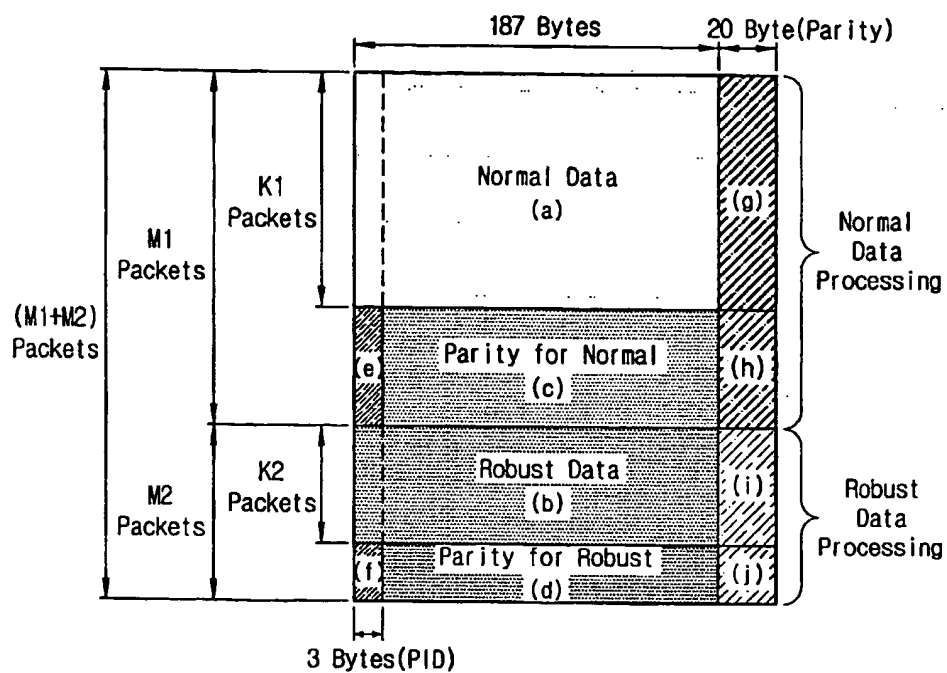 187 Bytes
20 Byte(Parity)
Normal Data
(a)
(g)
K1
Packets
M1
Packets
Normal
Data
Processing
(M1+M2)
Packets
(e)
Parity for Normal
(c)
(h)
K2
Packets
M2
Packets
Robust Data
(b)
(i)
Robust
Data
Processing
(f)
Parity for Robust
(d)
(j)
3 Bytes(PID)